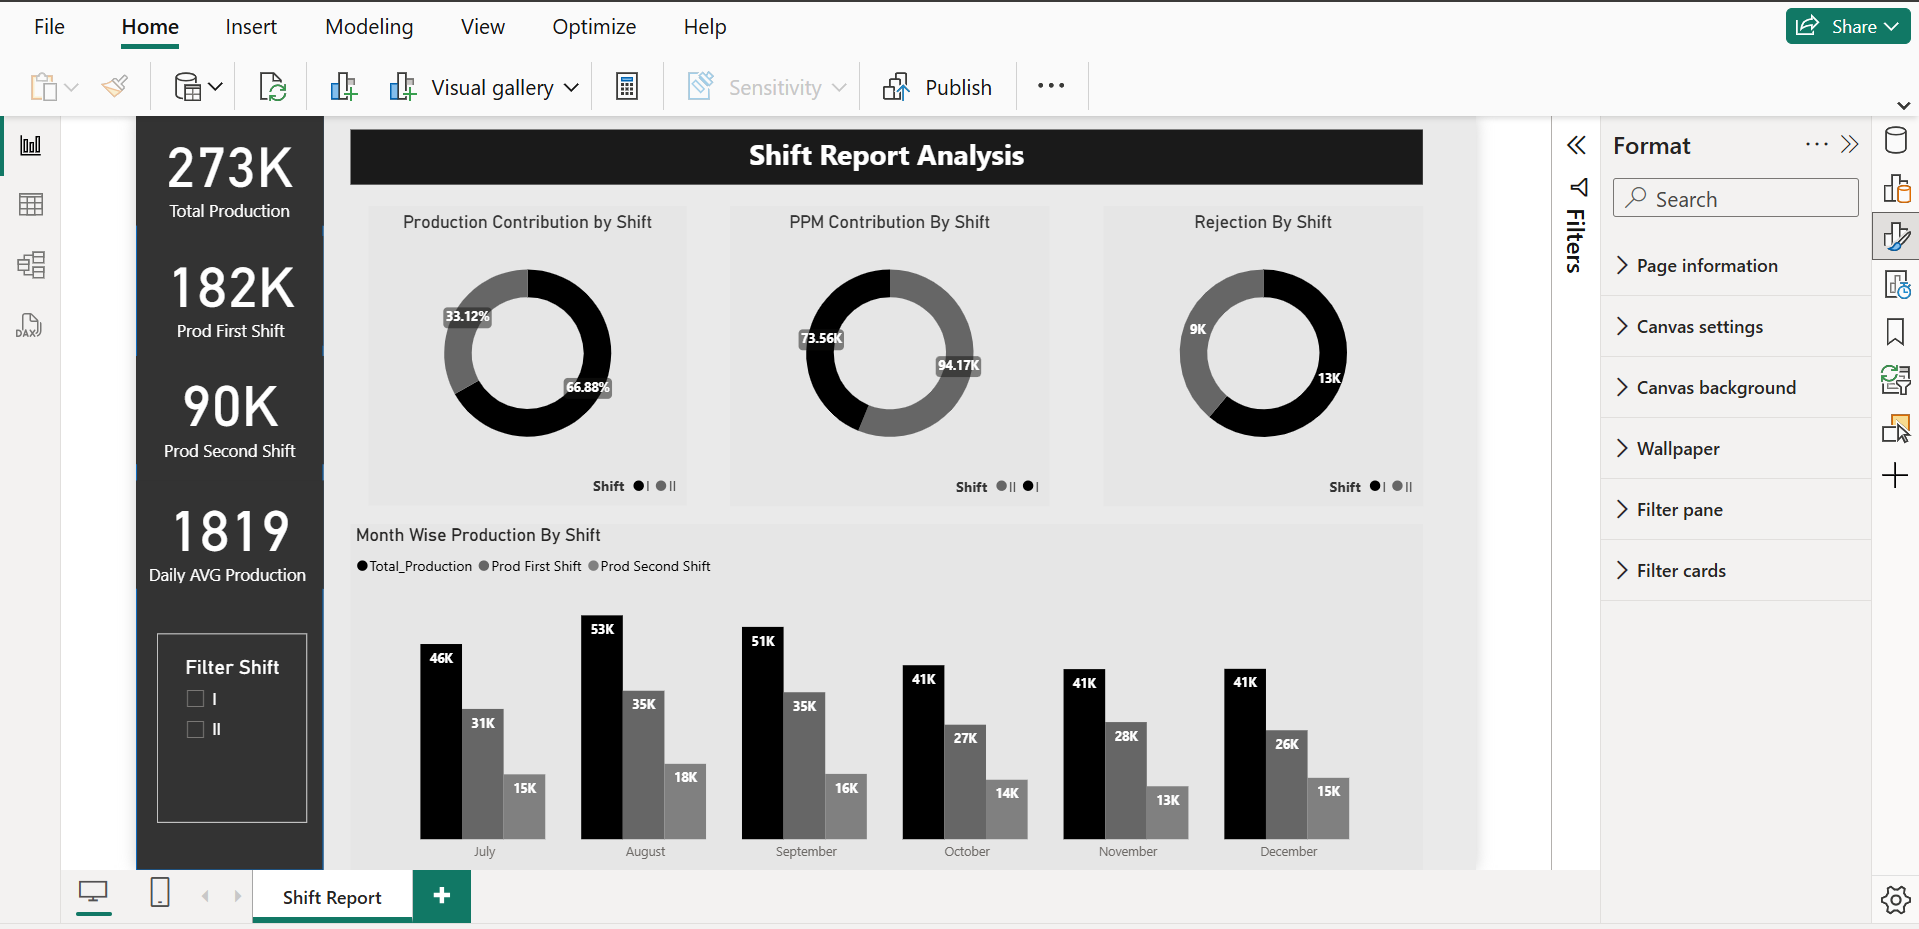 File Home Insert Modeling View Optimize Help Share
Visual gallery Sensitivity Publish
DAX
273K
Total Production
182K
Prod First Shift
90K
Prod Second Shift
1819
Daily AVG Production
Filter Shift
I
II
Shift Report Analysis
Production Contribution by Shift
33.12%
66.88%
Shift I II
PPM Contribution By Shift
73.56K
94.17K
Shift II I
Rejection By Shift
9K
13K
Shift I II
Month Wise Production By Shift
Total_Production Prod First Shift Prod Second Shift
46K 31K 15K
53K 35K 18K
51K 35K 16K
41K 27K 14K
41K 28K 13K
41K 26K 15K
July August September October November December
Filters
Format
Search
Page information
Canvas settings
Canvas background
Wallpaper
Filter pane
Filter cards
Shift Report